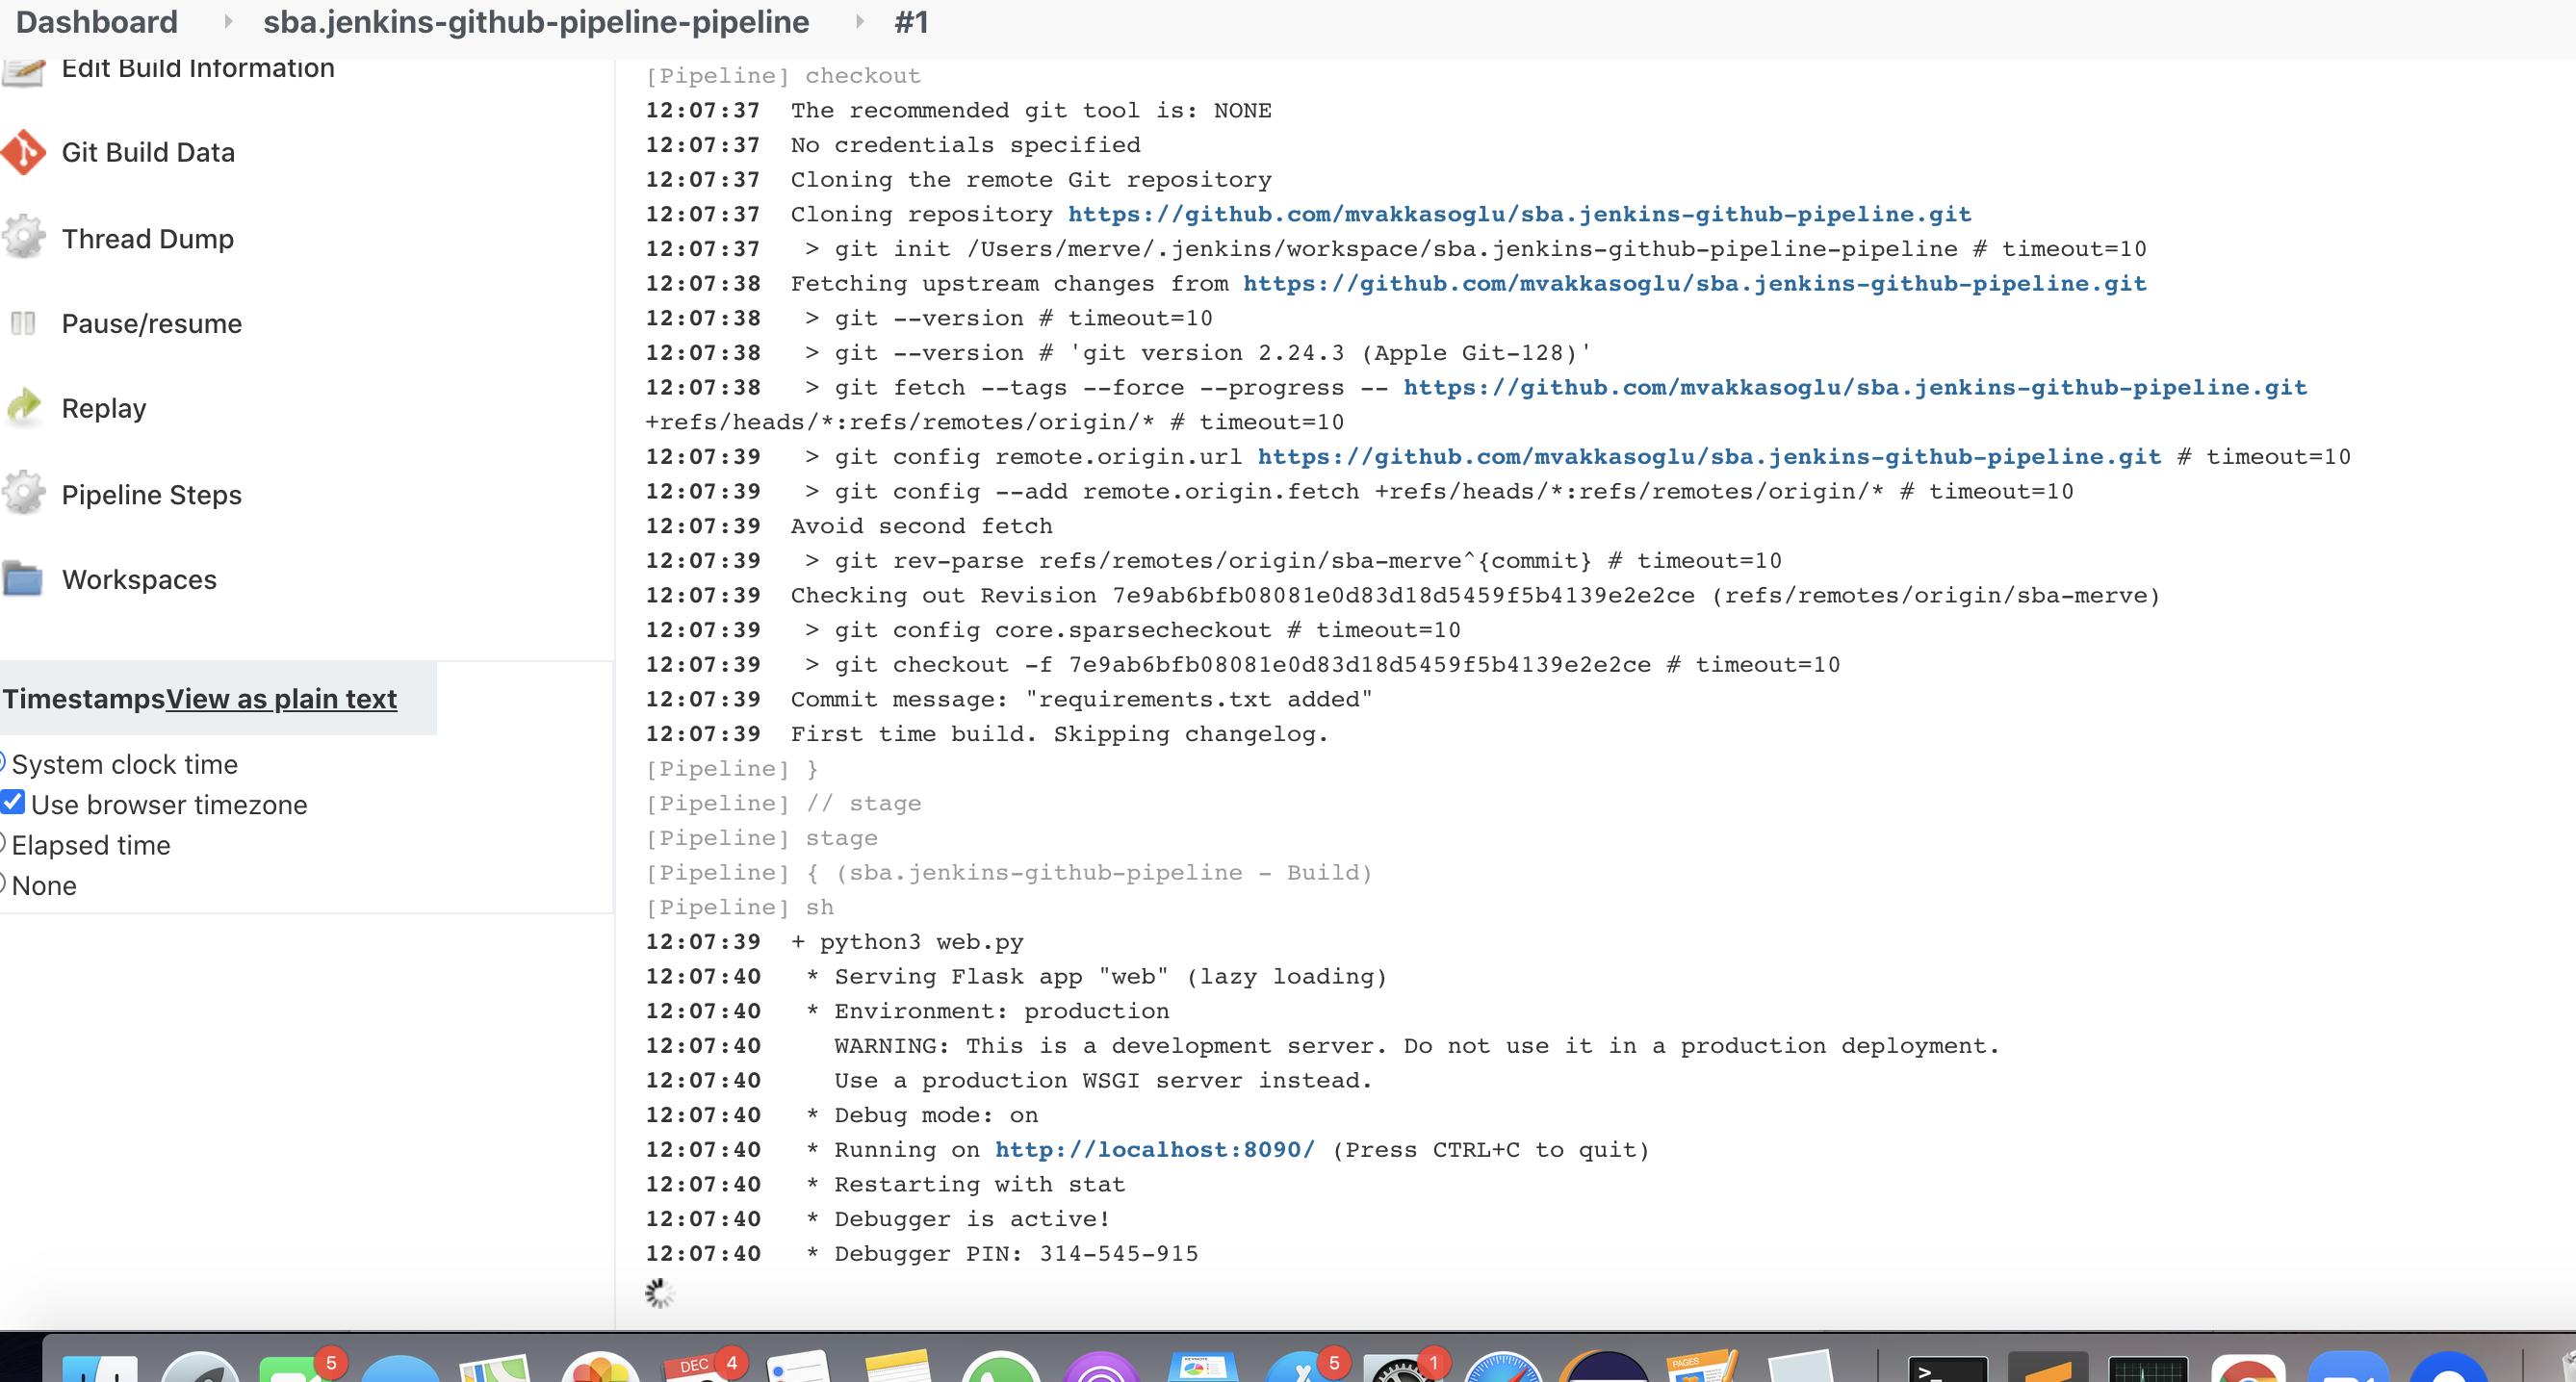 Dashboard sba.jenkins-github-pipeline-pipeline #1
Edit Build Information
Git Build Data
Thread Dump
Pause/resume
Replay
Pipeline Steps
Workspaces
TimestampsView as plain text
System clock time
Use browser timezone
Elapsed time
None
[Pipeline] checkout
12:07:37 The recommended git tool is: NONE
12:07:37 No credentials specified
12:07:37 Cloning the remote Git repository
12:07:37 Cloning repository https://github.com/mvakkasoglu/sba.jenkins-github-pipeline.git
12:07:37 > git init /Users/merve/.jenkins/workspace/sba.jenkins-github-pipeline-pipeline # timeout=10
12:07:38 Fetching upstream changes from https://github.com/mvakkasoglu/sba.jenkins-github-pipeline.git
12:07:38 > git --version # timeout=10
12:07:38 > git --version # 'git version 2.24.3 (Apple Git-128)'
12:07:38 > git fetch --tags --force --progress -- https://github.com/mvakkasoglu/sba.jenkins-github-pipeline.git
+refs/heads/*:refs/remotes/origin/* # timeout=10
12:07:39 > git config remote.origin.url https://github.com/mvakkasoglu/sba.jenkins-github-pipeline.git # timeout=10
12:07:39 > git config --add remote.origin.fetch +refs/heads/*:refs/remotes/origin/* # timeout=10
12:07:39 Avoid second fetch
12:07:39 > git rev-parse refs/remotes/origin/sba-merve^{commit} # timeout=10
12:07:39 Checking out Revision 7e9ab6bfb08081e0d83d18d5459f5b4139e2e2ce (refs/remotes/origin/sba-merve)
12:07:39 > git config core.sparsecheckout # timeout=10
12:07:39 > git checkout -f 7e9ab6bfb08081e0d83d18d5459f5b4139e2e2ce # timeout=10
12:07:39 Commit message: "requirements.txt added"
12:07:39 First time build. Skipping changelog.
[Pipeline] }
[Pipeline] // stage
[Pipeline] stage
[Pipeline] { (sba.jenkins-github-pipeline - Build)
[Pipeline] sh
12:07:39 + python3 web.py
12:07:40 * Serving Flask app "web" (lazy loading)
12:07:40 * Environment: production
12:07:40 WARNING: This is a development server. Do not use it in a production deployment.
12:07:40 Use a production WSGI server instead.
12:07:40 * Debug mode: on
12:07:40 * Running on http://localhost:8090/ (Press CTRL+C to quit)
12:07:40 * Restarting with stat
12:07:40 * Debugger is active!
12:07:40 * Debugger PIN: 314-545-915
5 DEC 4 KEYNOTE 5 1 PAGES >_